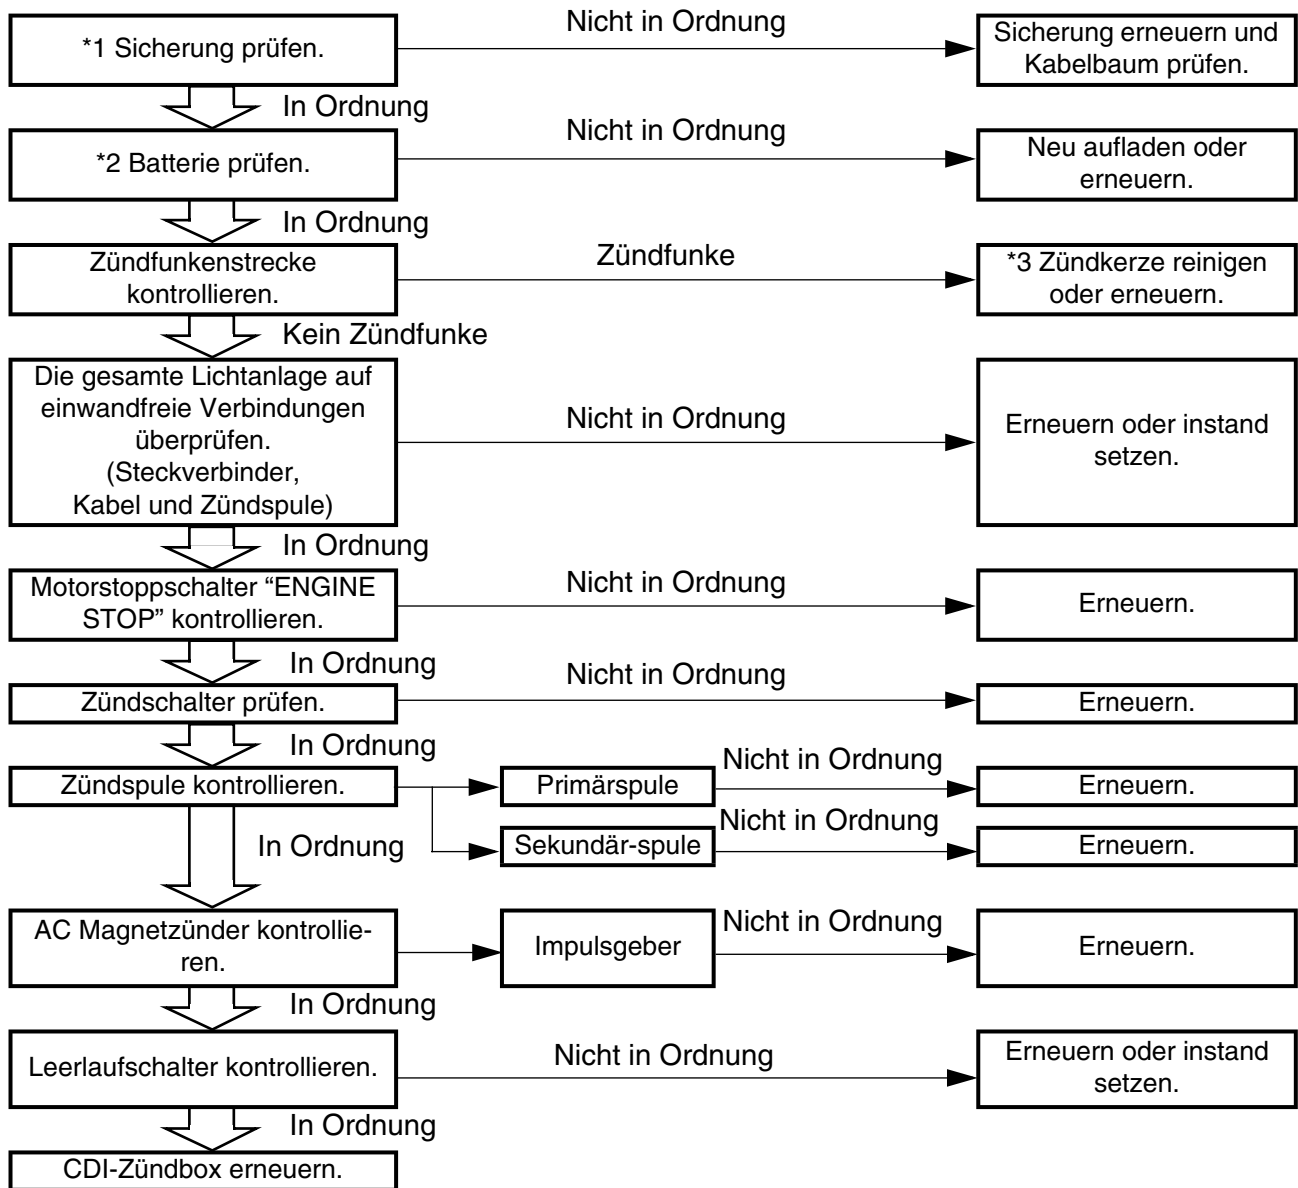 *1 Sicherung prüfen.
Nicht in Ordnung
Sicherung erneuern und
Kabelbaum prüfen.
In Ordnung
*2 Batterie prüfen.
Nicht in Ordnung
Neu aufladen oder
erneuern.
In Ordnung
Zündfunkenstrecke
kontrollieren.
Zündfunke
*3 Zündkerze reinigen
oder erneuern.
Kein Zündfunke
Die gesamte Lichtanlage auf
einwandfreie Verbindungen
überprüfen.
(Steckverbinder,
Kabel und Zündspule)
Nicht in Ordnung
Erneuern oder instand
setzen.
In Ordnung
Motorstoppschalter “ENGINE
STOP” kontrollieren.
Nicht in Ordnung
Erneuern.
In Ordnung
Zündschalter prüfen.
Nicht in Ordnung
Erneuern.
In Ordnung
Zündspule kontrollieren.
Primärspule
Nicht in Ordnung
Erneuern.
Sekundär-spule
Nicht in Ordnung
Erneuern.
In Ordnung
AC Magnetzünder kontrollie-
ren.
Impulsgeber
Nicht in Ordnung
Erneuern.
In Ordnung
Leerlaufschalter kontrollieren.
Nicht in Ordnung
Erneuern oder instand
setzen.
In Ordnung
CDI-Zündbox erneuern.